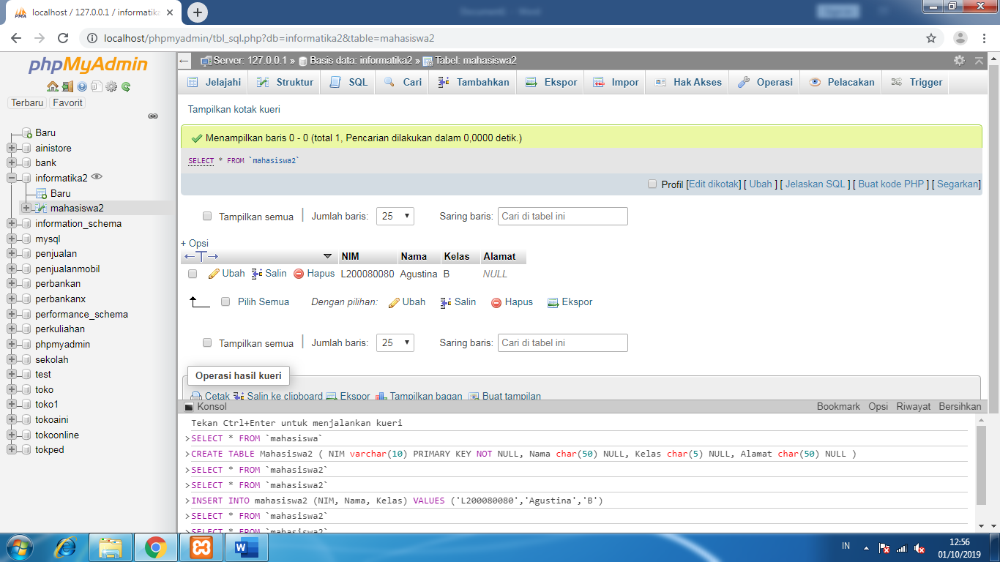 localhost / 127.0.0.1 / informati
localhost/phpmyadmin/tbl_sql.php?db=informatika2&table=mahasiswa2
phpMyAdmin
Terbaru Favorit
Baru
ainistore
bank
informatika2
Baru
mahasiswa2
information_schema
mysql
penjualan
penjualanmobil
perbankan
perbankanx
performance_schema
perkuliahan
phpmyadmin
sekolah
test
toko
toko1
tokoaini
tokoonline
tokped
Server: 127.0.0.1 » Basis data: informatika2 » Tabel: mahasiswa2
Jelajahi Struktur SQL Cari Tambahkan Ekspor Impor Hak Akses Operasi Pelacakan Trigger
Tampilkan kotak kueri
Menampilkan baris 0 - 0 (total 1, Pencarian dilakukan dalam 0,0000 detik.)
SELECT * FROM `mahasiswa2`
Profil [Edit dikotak] [ Ubah ] [ Jelaskan SQL ] [ Buat kode PHP ] [ Segarkan]
Tampilkan semua | Jumlah baris: 25 Saring baris: Cari di tabel ini
+ Opsi
←T→ NIM Nama Kelas Alamat
Ubah Salin Hapus L200080080 Agustina B NULL
Pilih Semua Dengan pilihan: Ubah Salin Hapus Ekspor
Tampilkan semua | Jumlah baris: 25 Saring baris: Cari di tabel ini
Operasi hasil kueri
Cetak Salin ke clipboard Ekspor Tampilkan bagan Buat tampilan
Konsol Bookmark Opsi Riwayat Bersihkan
Tekan Ctrl+Enter untuk menjalankan kueri
>SELECT * FROM `mahasiswa`
>CREATE TABLE Mahasiswa2 ( NIM varchar(10) PRIMARY KEY NOT NULL, Nama char(50) NULL, Kelas char(5) NULL, Alamat char(50) NULL )
>SELECT * FROM `mahasiswa2`
>SELECT * FROM `mahasiswa2`
>INSERT INTO mahasiswa2 (NIM, Nama, Kelas) VALUES ('L200080080','Agustina','B')
>SELECT * FROM `mahasiswa2`
>SELECT * FROM `mahasiswa2`
IN 12:56
01/10/2019